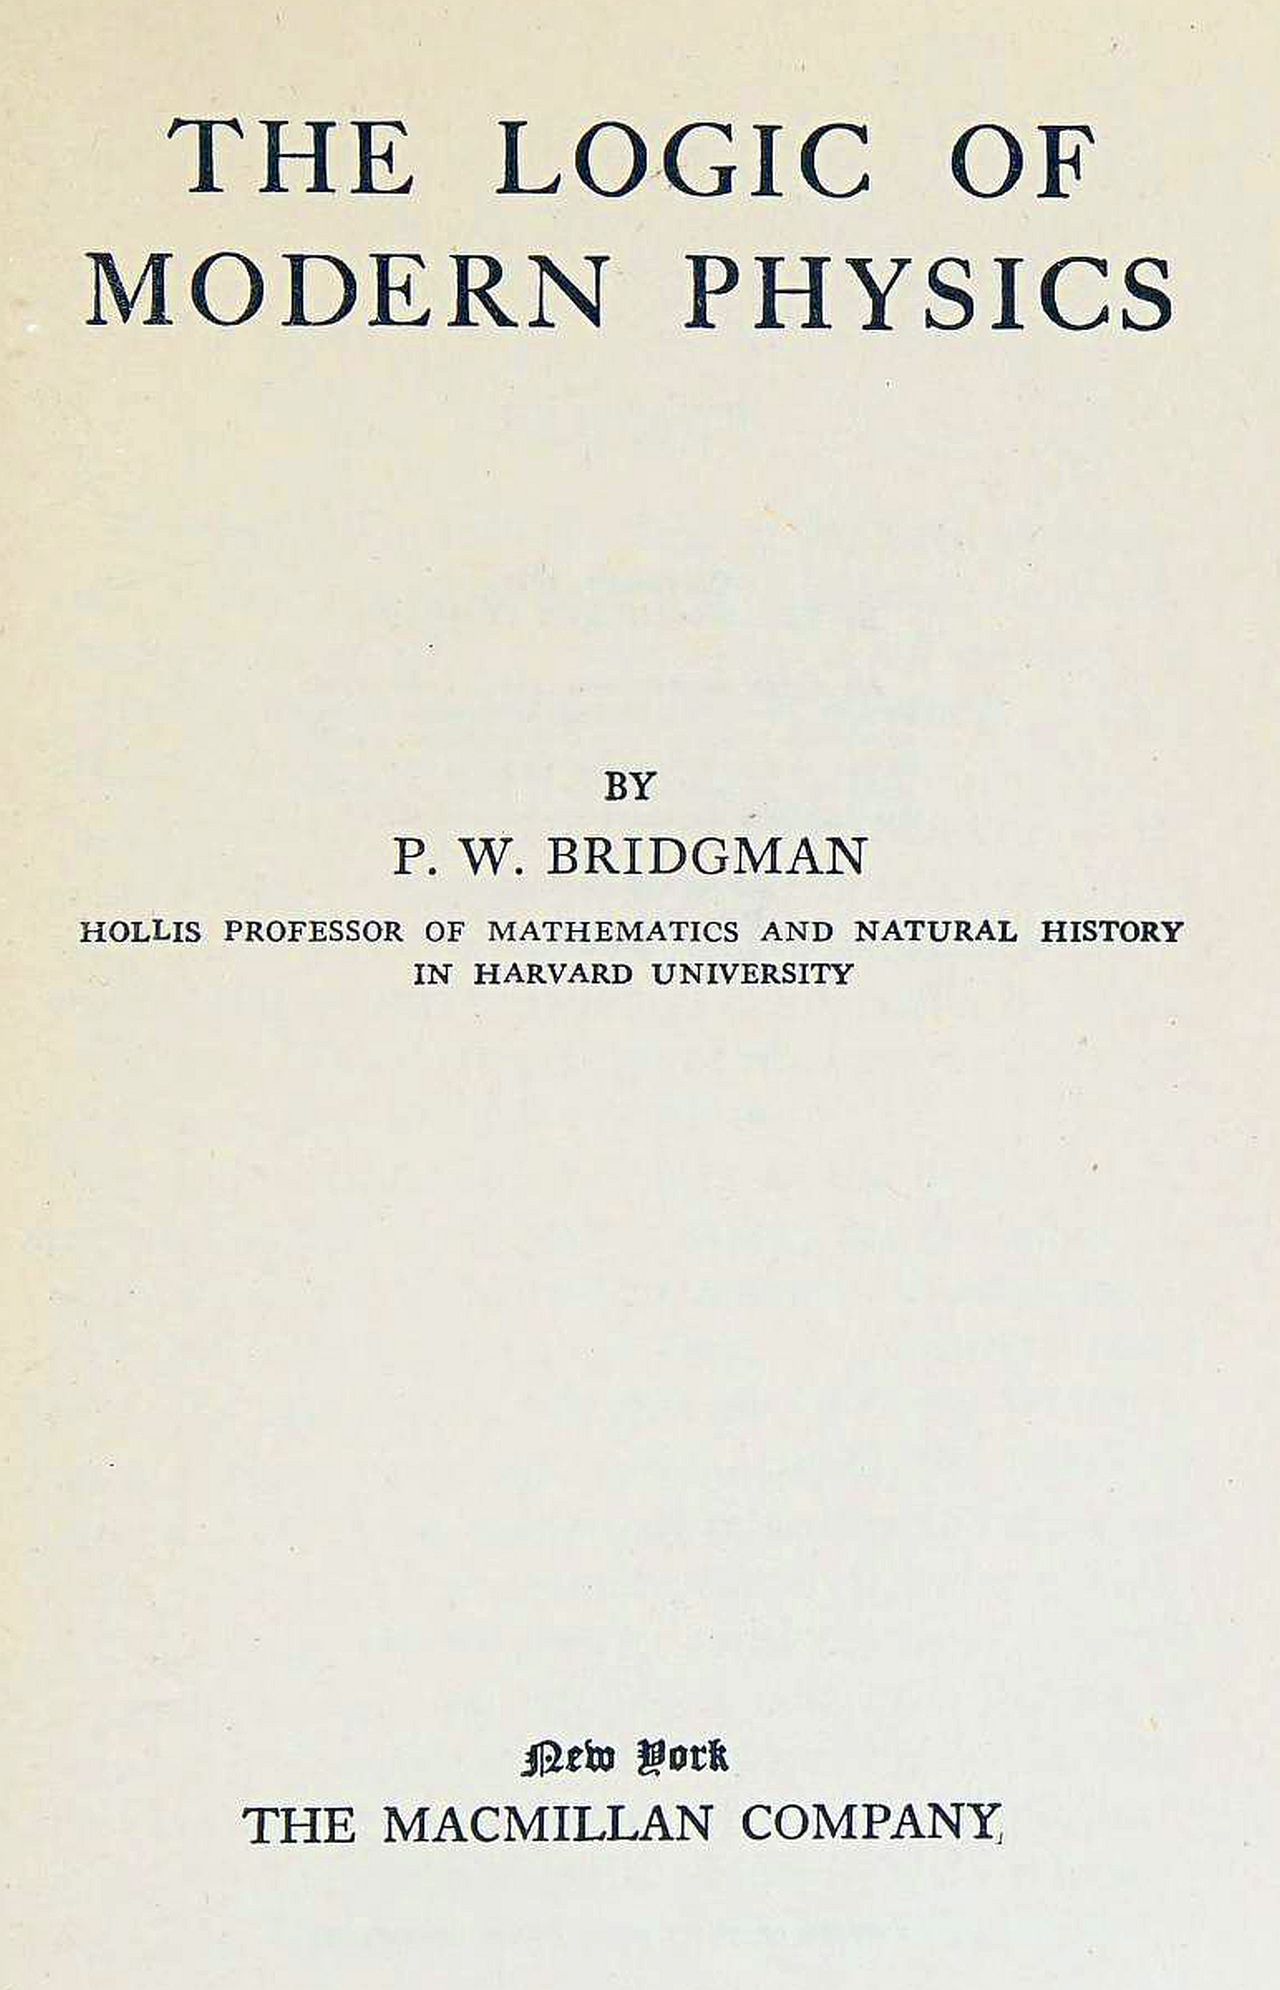 THE LOGIC OF
MODERN PHYSICS
BY
P. W. BRIDGMAN
HOLLIS PROFESSOR OF MATHEMATICS AND NATURAL HISTORY
IN HARVARD UNIVERSITY
New York
THE MACMILLAN COMPANY